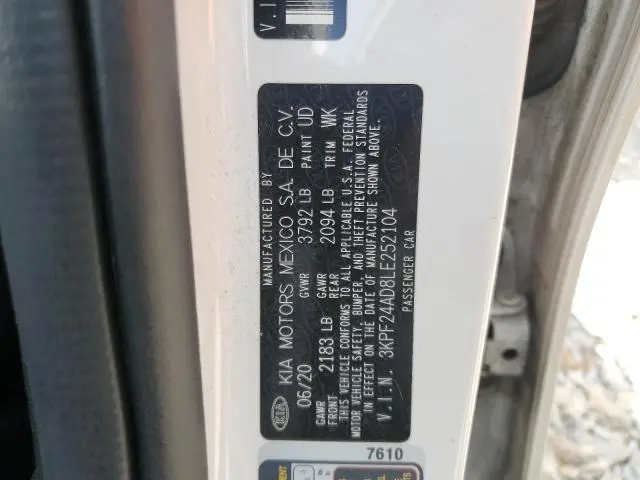 V.I.N
MANUFACTURED BY
KIA KIA MOTORS MEXICO S.A. DE C.V.
06/20 GVWR 3792 LB PAINT UD
GAWR FRONT 2183 LB GAWR REAR 2094 LB TRIM WK
THIS VEHICLE CONFORMS TO ALL APPLICABLE U.S.A. FEDERAL
MOTOR VEHICLE SAFETY, BUMPER, AND THEFT PREVENTION STANDARDS
IN EFFECT ON THE DATE OF MANUFACTURE SHOWN ABOVE.
V.I.N. 3KPF24AD8LE252104
PASSENGER CAR
7610